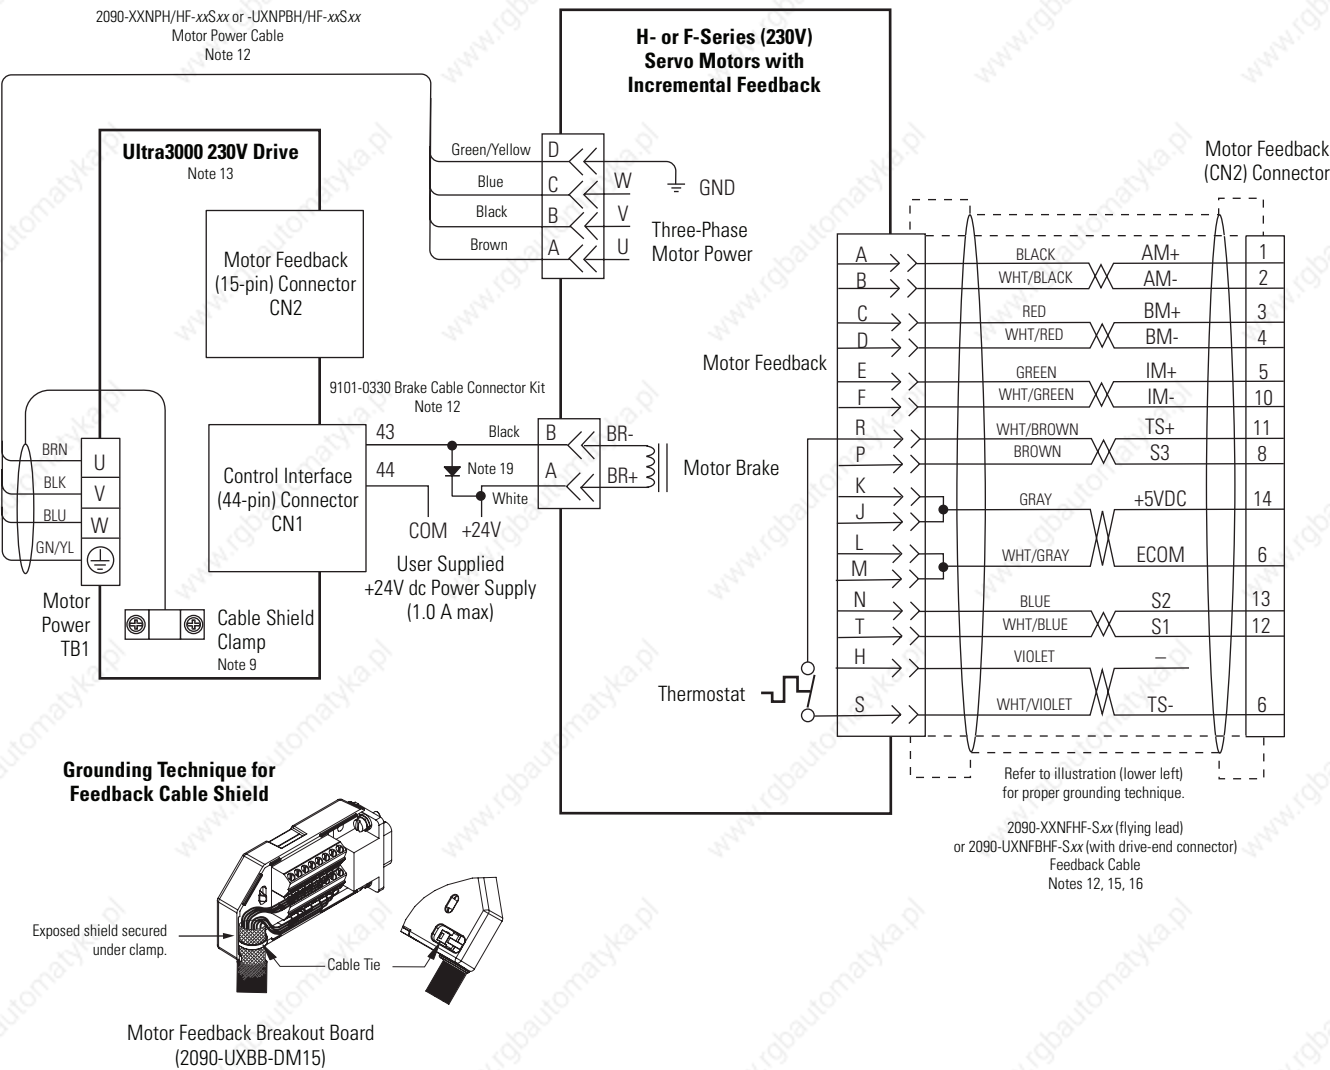 2090-XXNPH/HF-xxSxx or -UXNPBH/HF-xxSxx
Motor Power Cable
Note 12
H- or F-Series (230V)
Servo Motors with
Incremental Feedback
Ultra3000 230V Drive
Note 13
Motor Feedback
(15-pin) Connector
CN2
Green/Yellow D
Blue C W
Black B V
Brown A U
GND
Three-Phase
Motor Power
Motor Feedback
(CN2) Connector
A BLACK AM+ 1
B WHT/BLACK AM- 2
C RED BM+ 3
D WHT/RED BM- 4
Motor Feedback
E GREEN IM+ 5
F WHT/GREEN IM- 10
R WHT/BROWN TS+ 11
P BROWN S3 8
K
J
GRAY +5VDC 14
L
M
WHT/GRAY ECOM 6
N BLUE S2 13
T WHT/BLUE S1 12
H VIOLET –
S WHT/VIOLET TS- 6
Thermostat
9101-0330 Brake Cable Connector Kit
Note 12
43 Black B BR-
44 Note 19 A BR+
White
Motor Brake
Control Interface
(44-pin) Connector
CN1
COM +24V
User Supplied
+24V dc Power Supply
(1.0 A max)
BRN U
BLK V
BLU W
GN/YL
Motor
Power
TB1
Cable Shield
Clamp
Note 9
Refer to illustration (lower left)
for proper grounding technique.
2090-XXNFHF-Sxx (flying lead)
or 2090-UXNFBHF-Sxx (with drive-end connector)
Feedback Cable
Notes 12, 15, 16
Grounding Technique for
Feedback Cable Shield
Exposed shield secured
under clamp.
Cable Tie
Motor Feedback Breakout Board
(2090-UXBB-DM15)
www.rgbautomatyka.pl